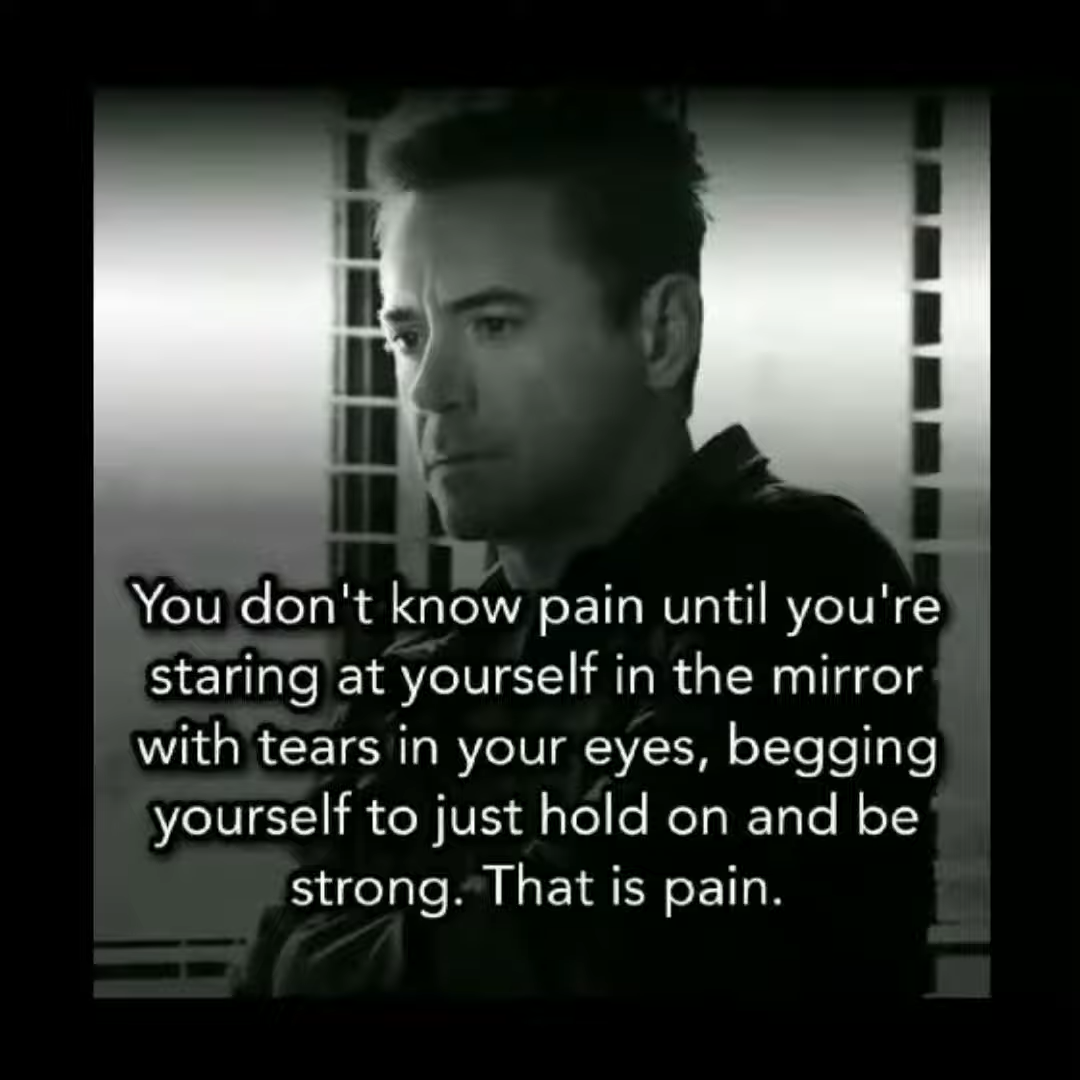 You don't know pain until you're
staring at yourself in the mirror
with tears in your eyes, begging
yourself to just hold on and be
strong. That is pain.